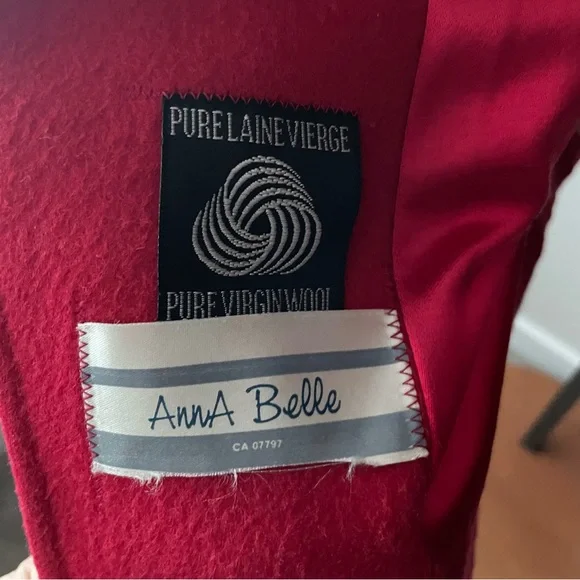 PURE LAINE VIERGE
PURE VIRGIN WOOL
AnnA Belle
CA 07797